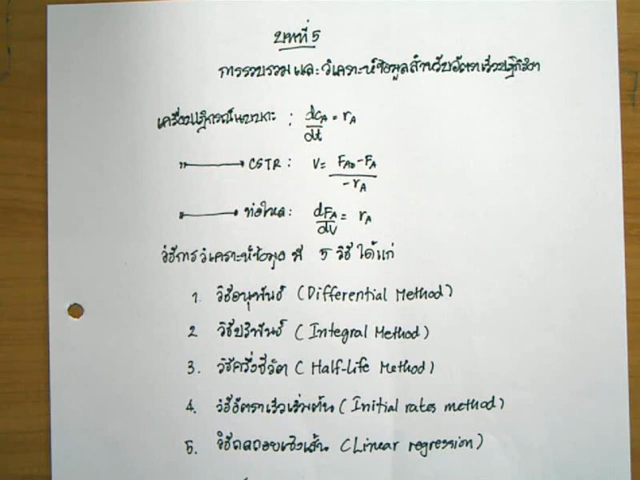 บทที่ 5
การรวบรวม และ วิเคราะห์ข้อมูลสำหรับอัตราเร็วปฏิกิริยา
เครื่องปฏิกรณ์แบบกะ : dCA/dt = rA
"———— CSTR : V = FA0 - FA / -rA
"———— ท่อไหล : dFA/dV = rA
วิธีการวิเคราะห์ข้อมูล มี 5 วิธี ได้แก่
1. วิธีอนุพันธ์ (Differential Method)
2. วิธีปริพันธ์ (Integral Method)
3. วิธีครึ่งชีวิต (Half-life Method)
4. วิธีอัตราเร็วเริ่มต้น (Initial rates method)
5. วิธีถดถอยเชิงเส้น (Linear regression)